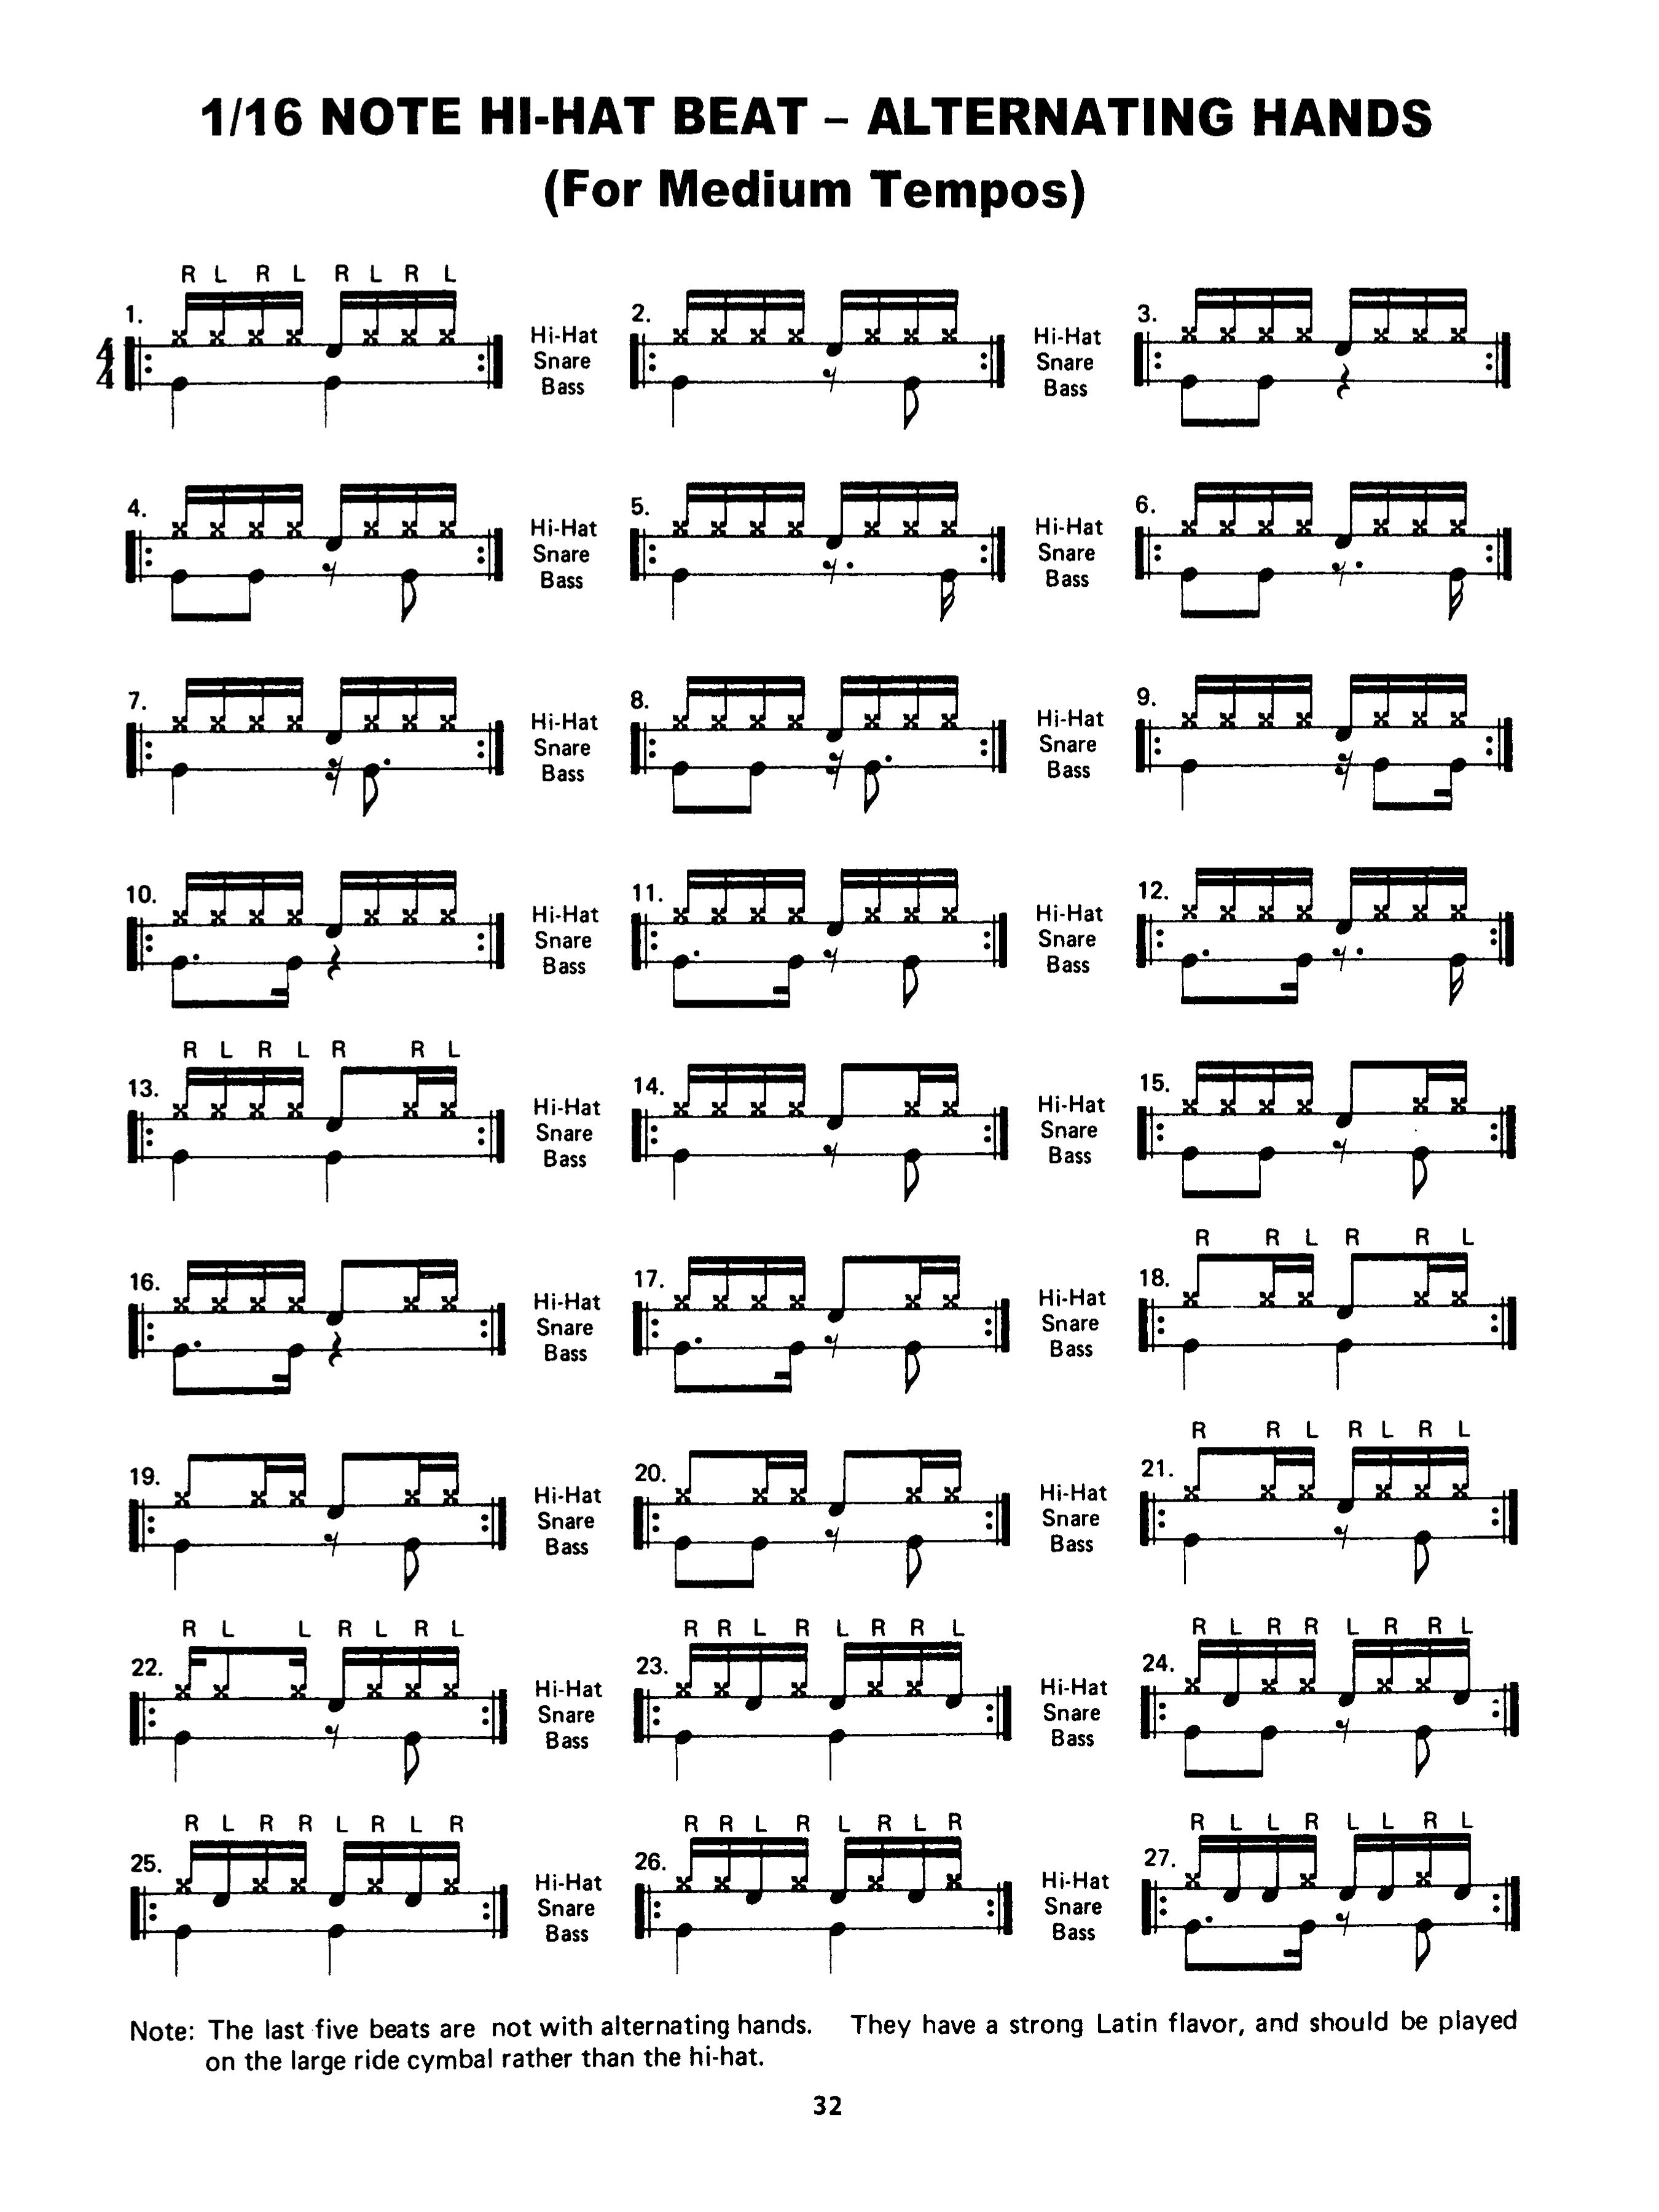 1/16 NOTE HI-HAT BEAT – ALTERNATING HANDS
(For Medium Tempos)
R L R L R L R L
1.
4
4
Hi-Hat
Snare
Bass
2.
Hi-Hat
Snare
Bass
3.
4.
Hi-Hat
Snare
Bass
5.
Hi-Hat
Snare
Bass
6.
7.
Hi-Hat
Snare
Bass
8.
Hi-Hat
Snare
Bass
9.
10.
Hi-Hat
Snare
Bass
11.
Hi-Hat
Snare
Bass
12.
R L R L R R L
13.
Hi-Hat
Snare
Bass
14.
Hi-Hat
Snare
Bass
15.
16.
Hi-Hat
Snare
Bass
17.
Hi-Hat
Snare
Bass
R R L R R L
18.
19.
Hi-Hat
Snare
Bass
20.
Hi-Hat
Snare
Bass
R R L R L R L
21.
R L L R L R L
22.
Hi-Hat
Snare
Bass
R R L R L R R L
23.
Hi-Hat
Snare
Bass
R L R R L R R L
24.
R L R R L R L R
25.
Hi-Hat
Snare
Bass
R R L R L R L R
26.
Hi-Hat
Snare
Bass
R L L R L L R L
27.
Note: The last five beats are not with alternating hands. They have a strong Latin flavor, and should be played
on the large ride cymbal rather than the hi-hat.
32